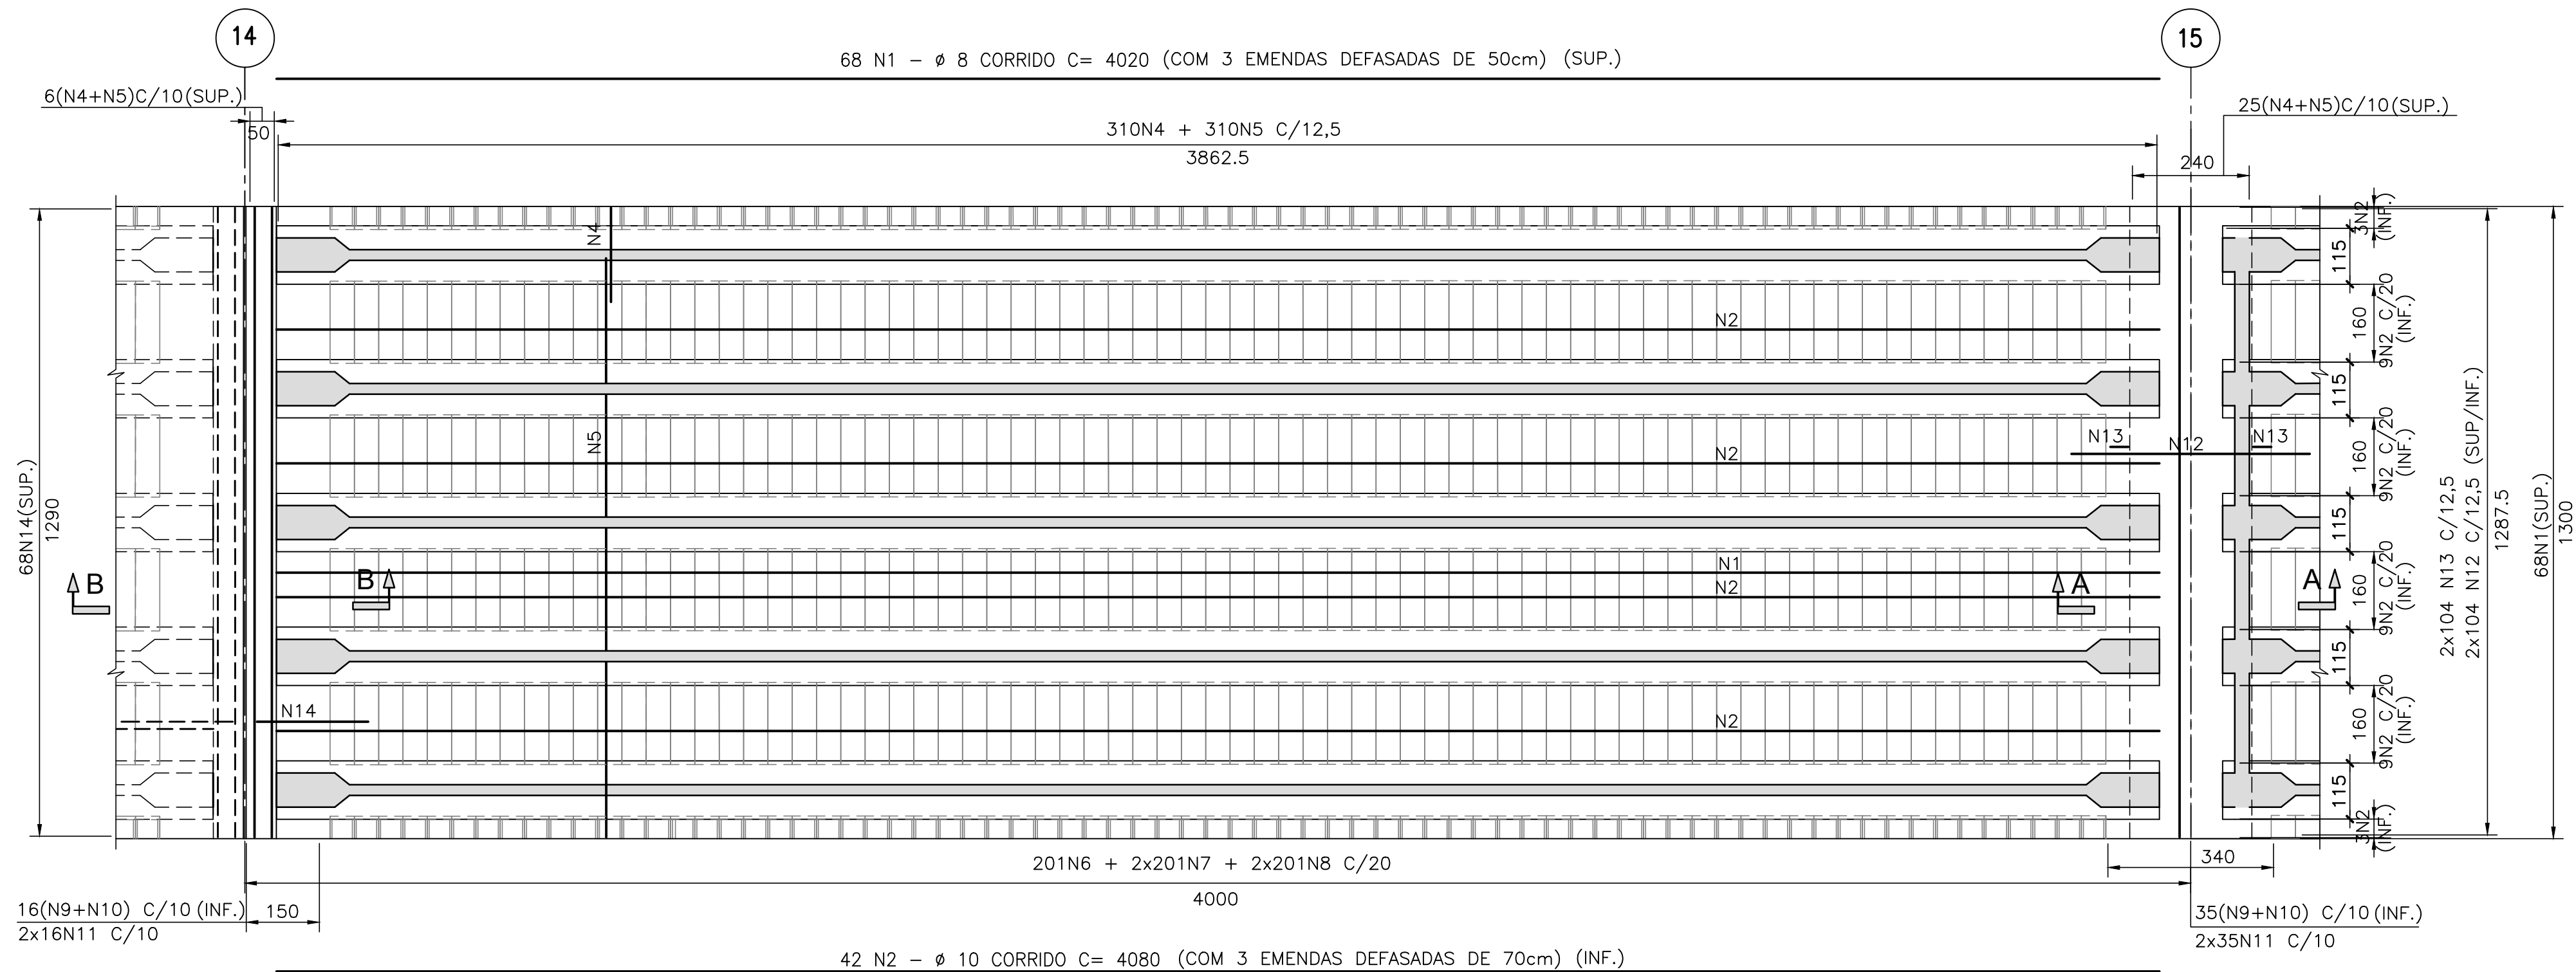 14
15
68 N1 - ø 8 CORRIDO C= 4020 (COM 3 EMENDAS DEFASADAS DE 50cm) (SUP.)
6(N4+N5)C/10(SUP.)
25(N4+N5)C/10(SUP.)
50
310N4 + 310N5 C/12,5
3862.5
240
N4
N5
N2
N2
N1
N2
N2
N13
N12
N13
N14
B
B
A
A
68N14(SUP.)
1290
3N2
(INF.)
115
160
9N2 C/20
(INF.)
115
160
9N2 C/20
(INF.)
115
160
9N2 C/20
(INF.)
115
160
9N2 C/20
(INF.)
115
3N2
(INF.)
2x104 N13 C/12,5
2x104 N12 C/12,5 (SUP/INF.)
1287.5
68N1(SUP.)
1300
201N6 + 2x201N7 + 2x201N8 C/20
4000
340
16(N9+N10) C/10 (INF.)
2x16N11 C/10
150
35(N9+N10) C/10 (INF.)
2x35N11 C/10
42 N2 - ø 10 CORRIDO C= 4080 (COM 3 EMENDAS DEFASADAS DE 70cm) (INF.)